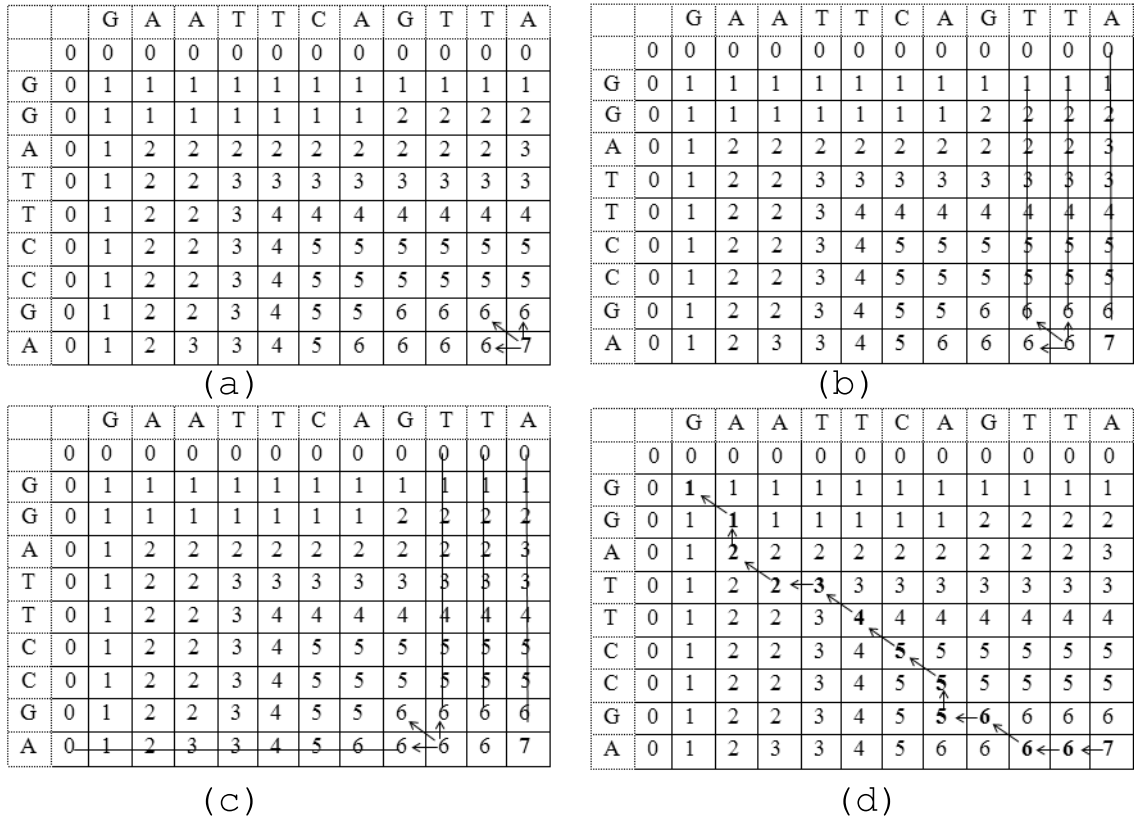 G A A T T C A G T T A
0 0 0 0 0 0 0 0 0 0 0 0
G 0 1 1 1 1 1 1 1 1 1 1 1
G 0 1 1 1 1 1 1 1 2 2 2 2
A 0 1 2 2 2 2 2 2 2 2 2 3
T 0 1 2 2 3 3 3 3 3 3 3 3
T 0 1 2 2 3 4 4 4 4 4 4 4
C 0 1 2 2 3 4 5 5 5 5 5 5
C 0 1 2 2 3 4 5 5 5 5 5 5
G 0 1 2 2 3 4 5 5 6 6 6 6
A 0 1 2 3 3 4 5 6 6 6 6 7
(a)
G A A T T C A G T T A
0 0 0 0 0 0 0 0 0 0 0 0
G 0 1 1 1 1 1 1 1 1 1 1 1
G 0 1 1 1 1 1 1 1 2 2 2 2
A 0 1 2 2 2 2 2 2 2 2 2 3
T 0 1 2 2 3 3 3 3 3 3 3 3
T 0 1 2 2 3 4 4 4 4 4 4 4
C 0 1 2 2 3 4 5 5 5 5 5 5
C 0 1 2 2 3 4 5 5 5 5 5 5
G 0 1 2 2 3 4 5 5 6 6 6 6
A 0 1 2 3 3 4 5 6 6 6 6 7
(b)
G A A T T C A G T T A
0 0 0 0 0 0 0 0 0 0 0 0
G 0 1 1 1 1 1 1 1 1 1 1 1
G 0 1 1 1 1 1 1 1 2 2 2 2
A 0 1 2 2 2 2 2 2 2 2 2 3
T 0 1 2 2 3 3 3 3 3 3 3 3
T 0 1 2 2 3 4 4 4 4 4 4 4
C 0 1 2 2 3 4 5 5 5 5 5 5
C 0 1 2 2 3 4 5 5 5 5 5 5
G 0 1 2 2 3 4 5 5 6 6 6 6
A 0 1 2 3 3 4 5 6 6 6 6 7
(c)
G A A T T C A G T T A
0 0 0 0 0 0 0 0 0 0 0 0
G 0 1 1 1 1 1 1 1 1 1 1 1
G 0 1 1 1 1 1 1 1 2 2 2 2
A 0 1 2 2 2 2 2 2 2 2 2 3
T 0 1 2 2 3 3 3 3 3 3 3 3
T 0 1 2 2 3 4 4 4 4 4 4 4
C 0 1 2 2 3 4 5 5 5 5 5 5
C 0 1 2 2 3 4 5 5 5 5 5 5
G 0 1 2 2 3 4 5 5 6 6 6 6
A 0 1 2 3 3 4 5 6 6 6 6 7
(d)